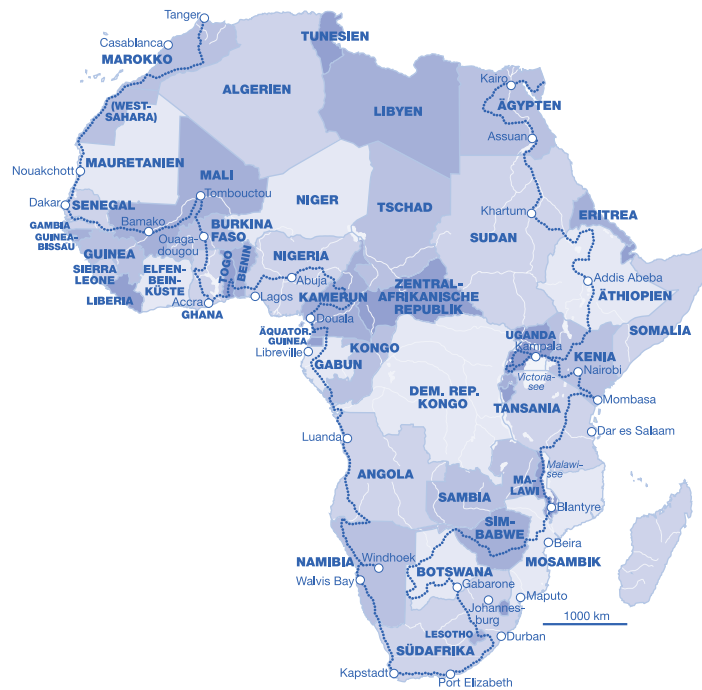 Tanger
Casablanca
MAROKKO
TUNESIEN
ALGERIEN
LIBYEN
Kairo
ÄGYPTEN
Assuan
(WEST-
SAHARA)
MAURETANIEN
Nouakchott
MALI
Tombouctou
NIGER
TSCHAD
SUDAN
Khartum
ERITREA
Dakar
SENEGAL
GAMBIA
GUINEA-
BISSAU
Bamako
GUINEA
Ouaga-
dougou
BURKINA
FASO
SIERRA
LEONE
LIBERIA
ELFEN-
BEIN-
KÜSTE
Accra
GHANA
TOGO
BENIN
NIGERIA
Abuja
Lagos
KAMERUN
Douala
ZENTRAL-
AFRIKANISCHE
REPUBLIK
Addis Abeba
ÄTHIOPIEN
SOMALIA
ÄQUATOR.
GUINEA
Libreville
GABUN
KONGO
DEM. REP.
KONGO
UGANDA
Kampala
KENIA
Nairobi
Victoria-
see
TANSANIA
Mombasa
Dar es Salaam
Luanda
ANGOLA
SAMBIA
Malawi-
see
MA-
LAWI
Blantyre
SIM-
BABWE
Beira
MOSAMBIK
NAMIBIA
Windhoek
Walvis Bay
BOTSWANA
Gabarone
Johannes-
burg
Maputo
1000 km
LESOTHO
Durban
SÜDAFRIKA
Kapstadt
Port Elizabeth